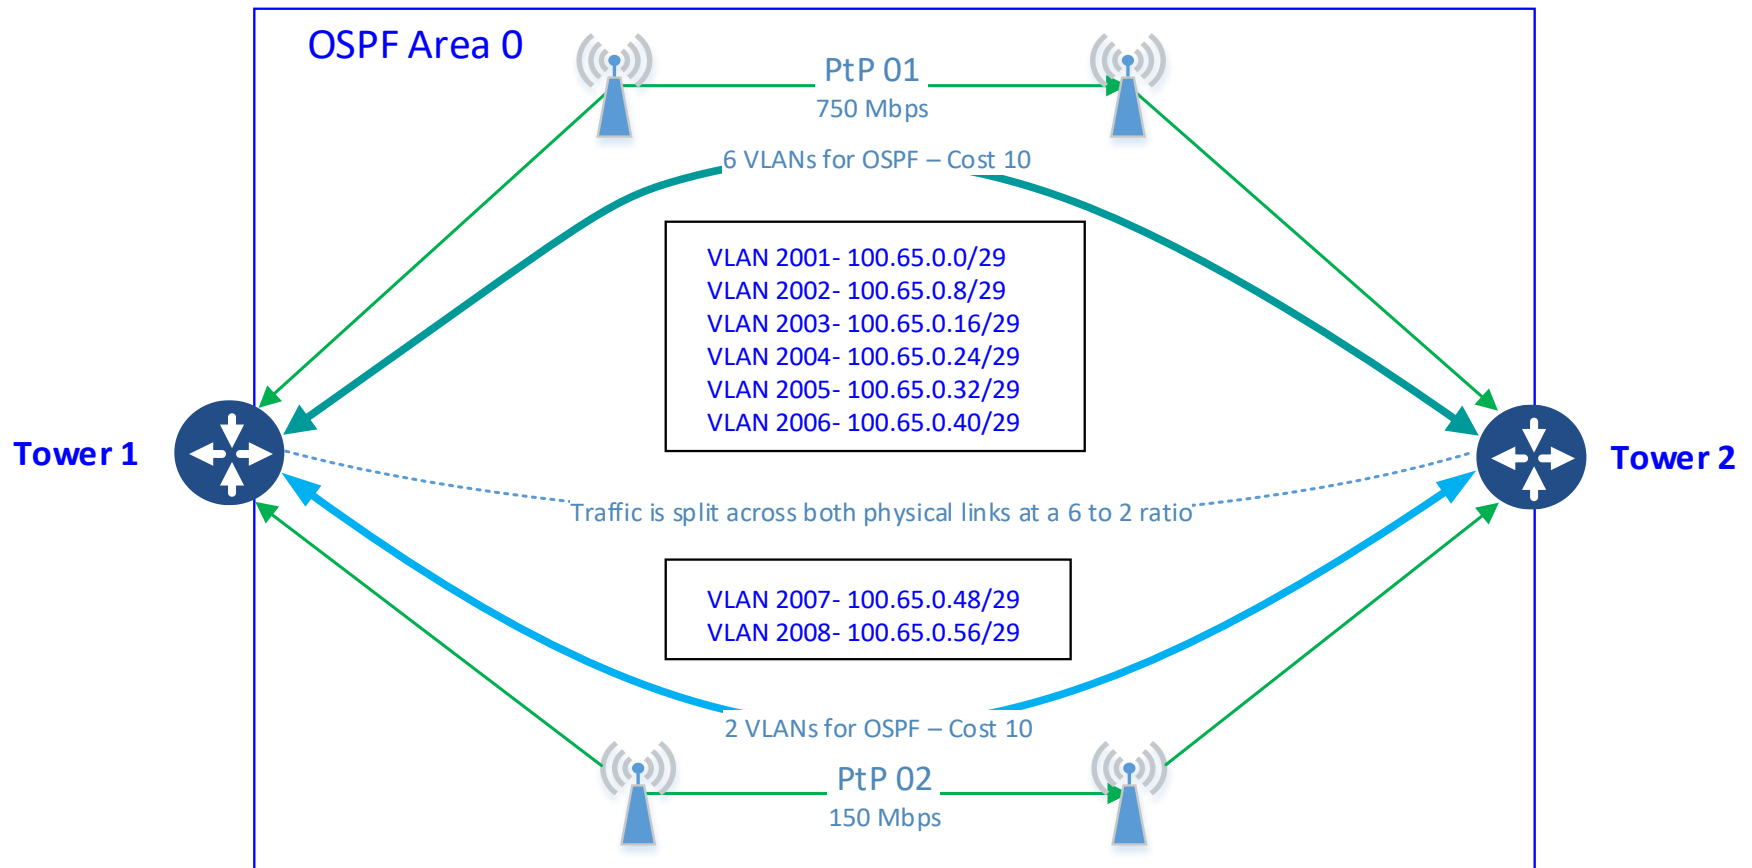 OSPF Area 0
PtP 01
750 Mbps
6 VLANs for OSPF – Cost 10
VLAN 2001- 100.65.0.0/29
VLAN 2002- 100.65.0.8/29
VLAN 2003- 100.65.0.16/29
VLAN 2004- 100.65.0.24/29
VLAN 2005- 100.65.0.32/29
VLAN 2006- 100.65.0.40/29
Tower 1
Tower 2
Traffic is split across both physical links at a 6 to 2 ratio
VLAN 2007- 100.65.0.48/29
VLAN 2008- 100.65.0.56/29
2 VLANs for OSPF – Cost 10
PtP 02
150 Mbps